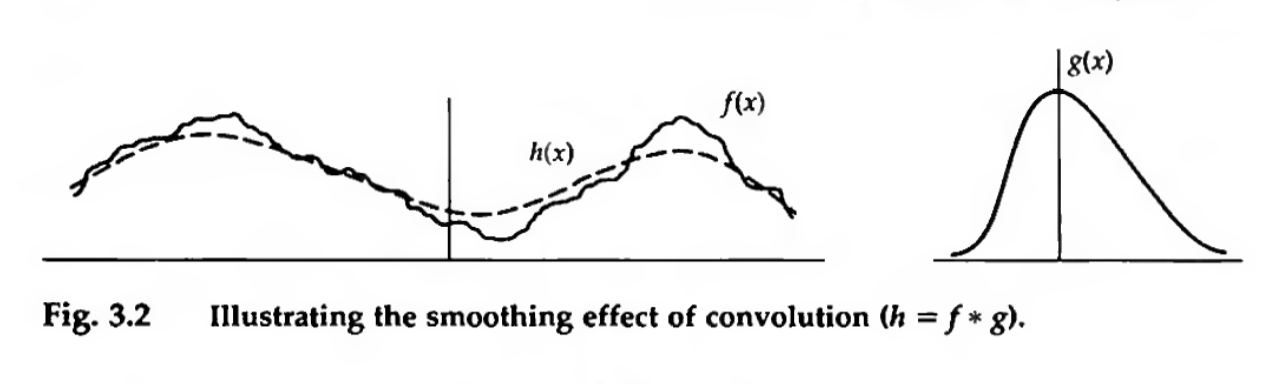 g(x)
f(x)
h(x)
Fig. 3.2 Illustrating the smoothing effect of convolution (h = f * g).